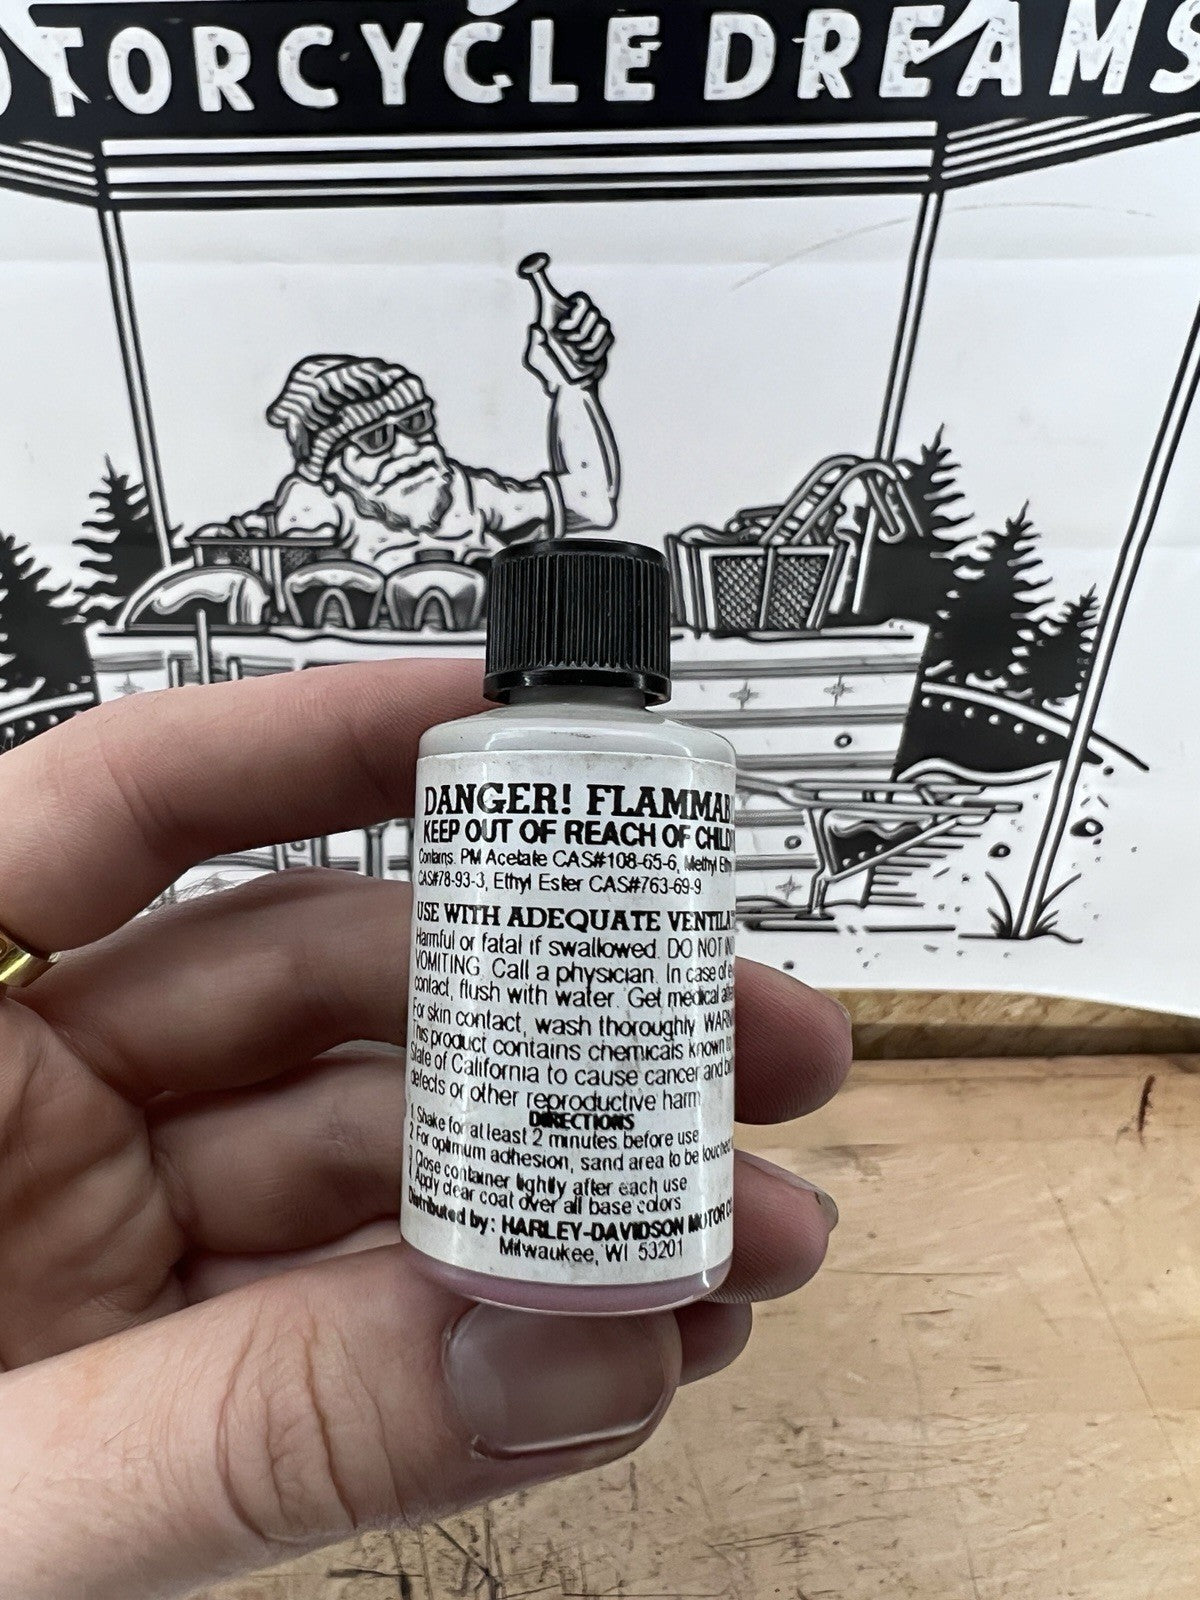 OTORCYCLE DREAMS
DANGER! FLAMMAB
KEEP OUT OF REACH OF CHILD
Contains. PM Acetate CAS#108-65-6, Methyl Eth
CAS#78-93-3, Ethyl Ester CAS#763-69-9
USE WITH ADEQUATE VENTILA
Harmful or fatal if swallowed. DO NOT
VOMITING. Call a physician. In case of
contact, flush with water. Get medical
For skin contact, wash thoroughly. WARN
This product contains chemicals known
State of California to cause cancer and
defects or other reproductive harm
DIRECTIONS
1. Shake for at least 2 minutes before use
2. For optimum adhesion, sand area to be touched
3. Close container tightly after each use
4. Apply clear coat over all base colors
Distributed by: HARLEY-DAVIDSON MOTOR CO
Milwaukee, WI 53201